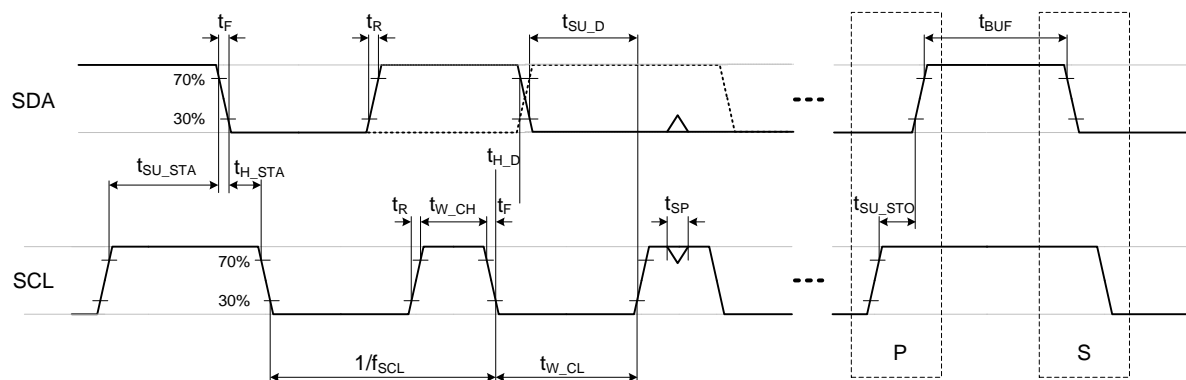 tF
tR
tSU_D
tBUF
SDA
70%
30%
tSU_STA
tH_STA
tH_D
tR
tW_CH
tF
tSP
tSU_STO
SCL
70%
30%
1/fSCL
tW_CL
P
S